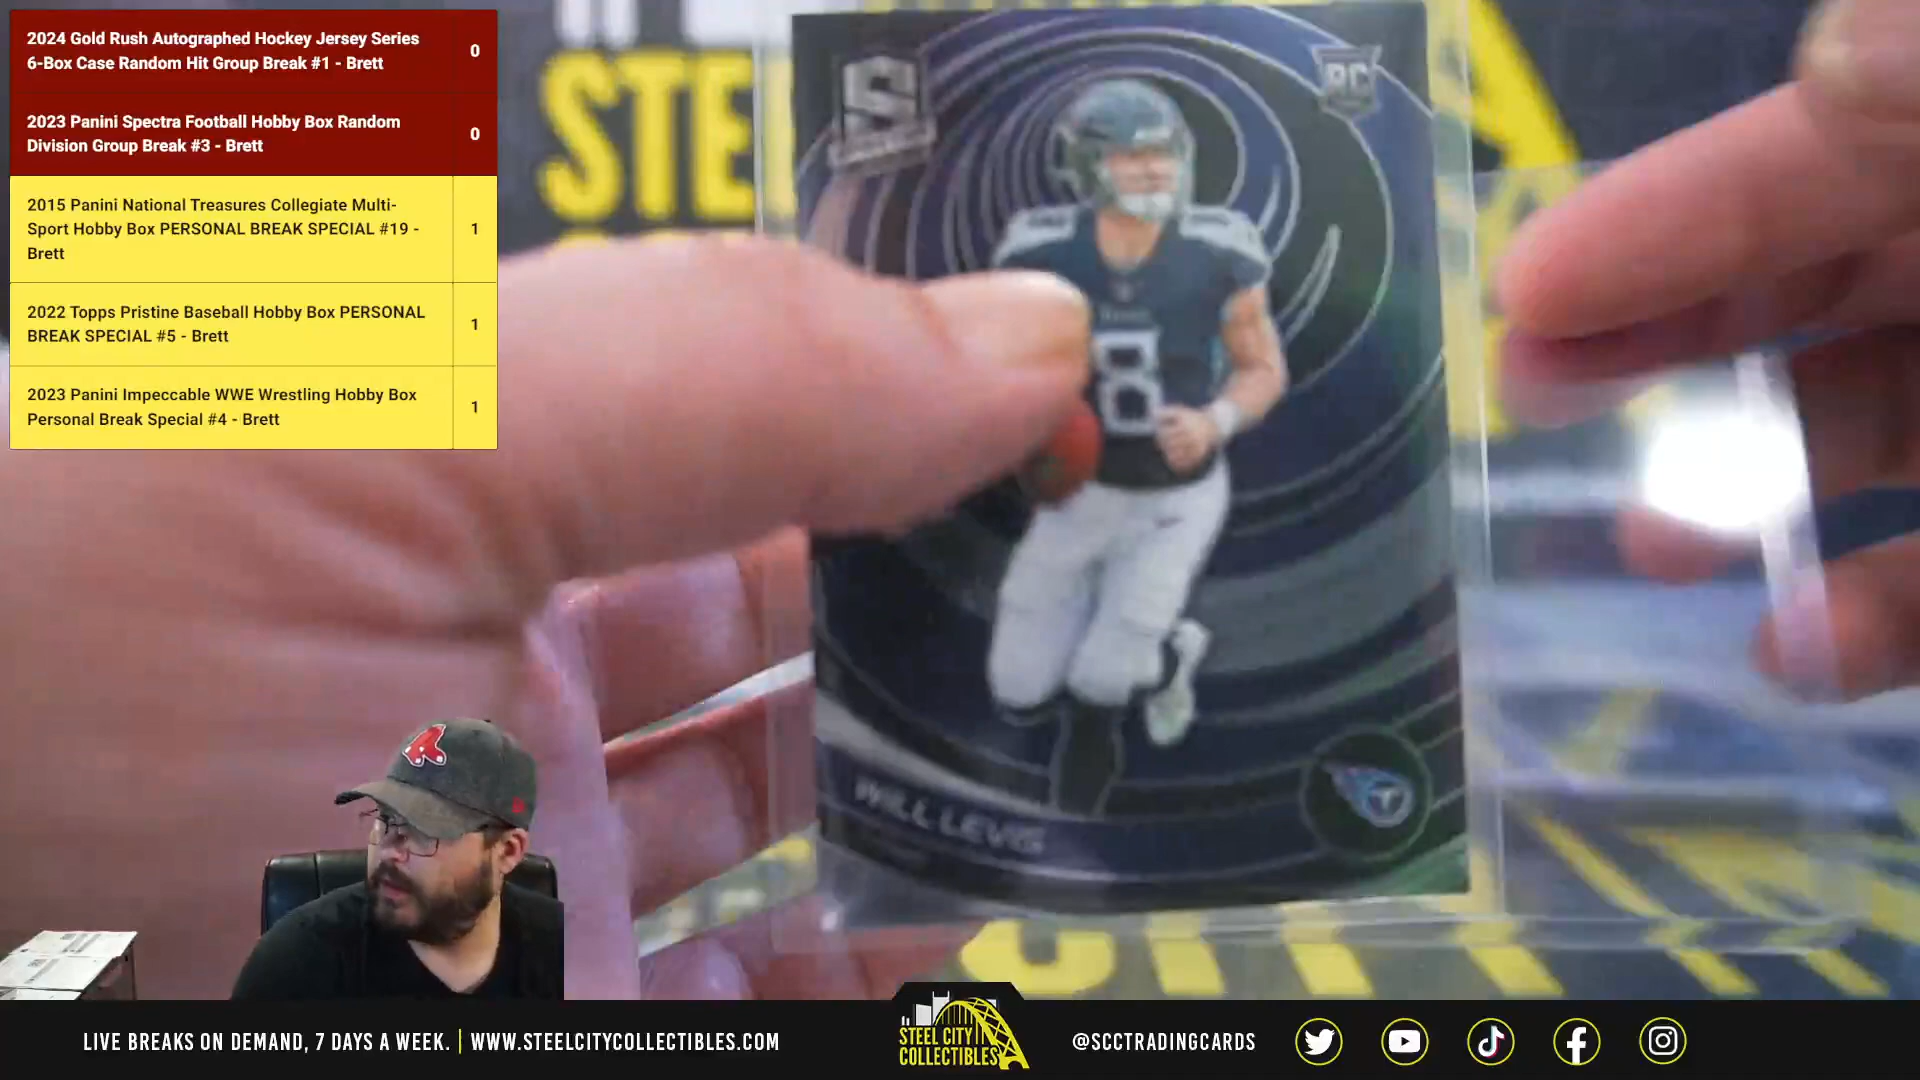 2024 Gold Rush Autographed Hockey Jersey Series
6-Box Case Random Hit Group Break #1 - Brett
0
2023 Panini Spectra Football Hobby Box Random
Division Group Break #3 - Brett
0
2015 Panini National Treasures Collegiate Multi-
Sport Hobby Box PERSONAL BREAK SPECIAL #19 -
Brett
1
2022 Topps Pristine Baseball Hobby Box PERSONAL
BREAK SPECIAL #5 - Brett
1
2023 Panini Impeccable WWE Wrestling Hobby Box
Personal Break Special #4 - Brett
1
STEE
S
RC
8
WILL LEVIS
LIVE BREAKS ON DEMAND, 7 DAYS A WEEK. | WWW.STEELCITYCOLLECTIBLES.COM
STEEL CITY
COLLECTIBLES
@SCCTRADINGCARDS